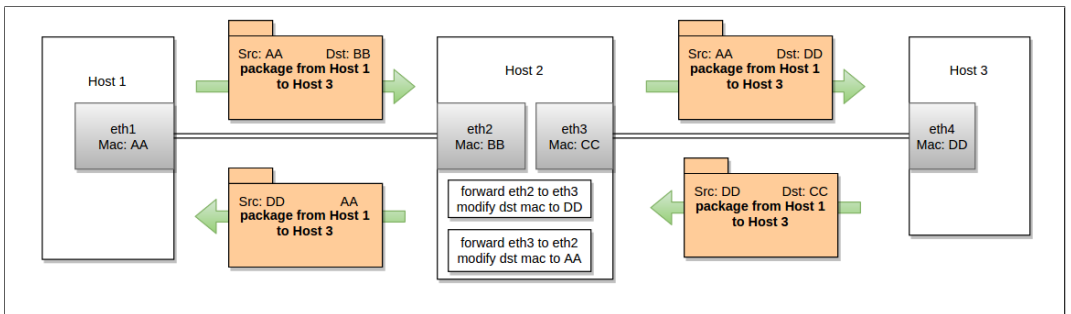 Host 1
Src: AA Dst: BB
package from Host 1
to Host 3
Host 2
Src: AA Dst: DD
package from Host 1
to Host 3
Host 3
eth1
Mac: AA
eth2
Mac: BB
eth3
Mac: CC
eth4
Mac: DD
Src: DD AA
package from Host 1
to Host 3
forward eth2 to eth3
modify dst mac to DD
forward eth3 to eth2
modify dst mac to AA
Src: DD Dst: CC
package from Host 1
to Host 3